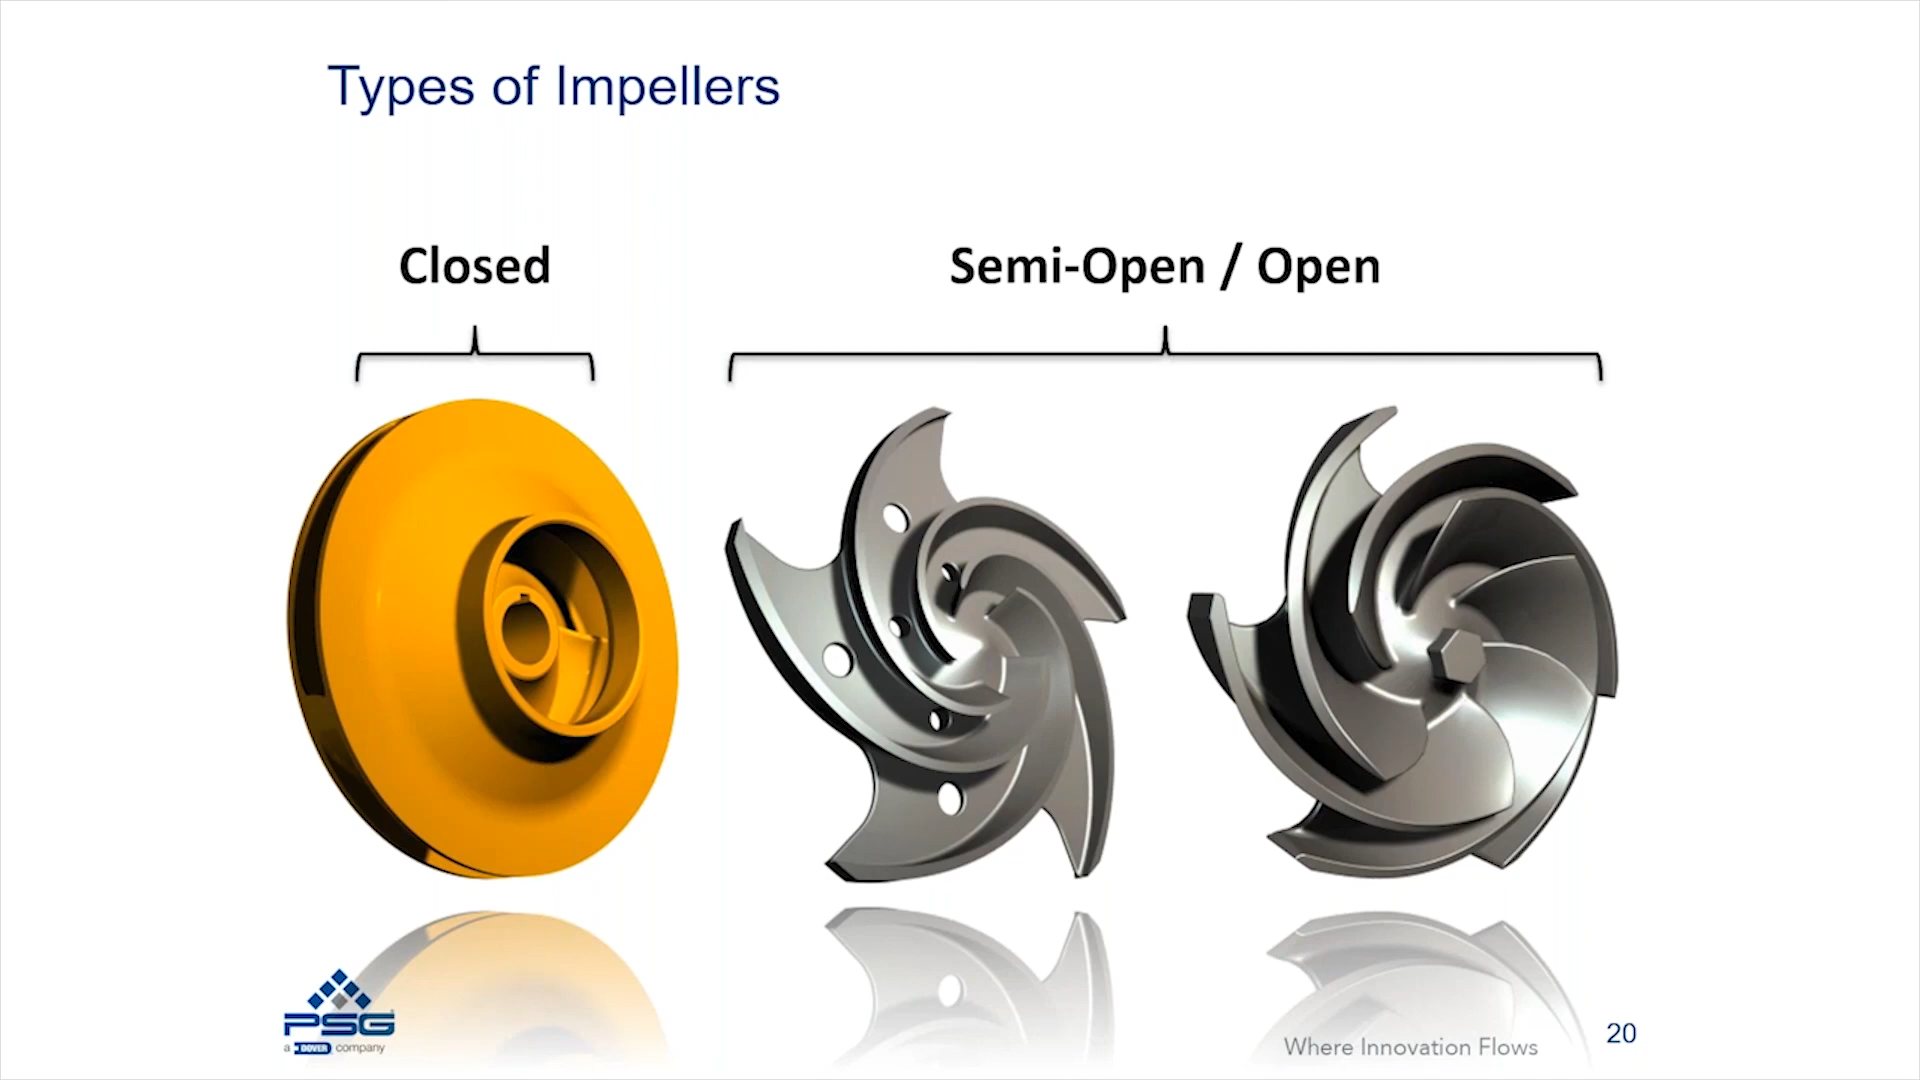 Types of Impellers
Closed
Semi-Open / Open
PSG
a DOVER company
Where Innovation Flows
20